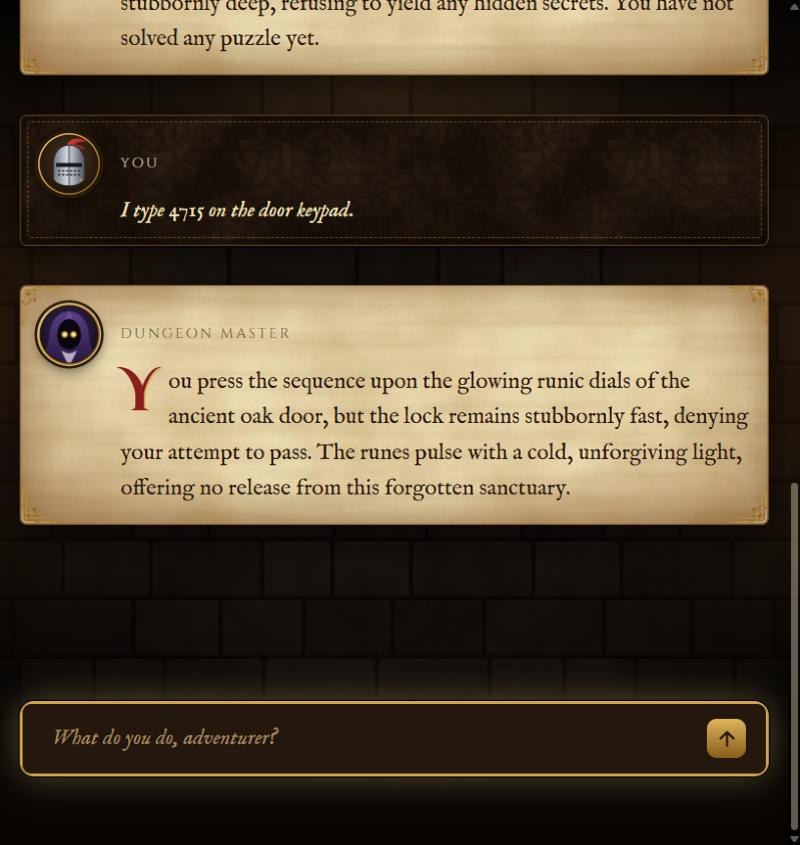 stubbornly deep, refusing to yield any hidden secrets. You have not
solved any puzzle yet.
YOU
I type 4715 on the door keypad.
DUNGEON MASTER
You press the sequence upon the glowing runic dials of the
ancient oak door, but the lock remains stubbornly fast, denying
your attempt to pass. The runes pulse with a cold, unforgiving light,
offering no release from this forgotten sanctuary.
What do you do, adventurer?